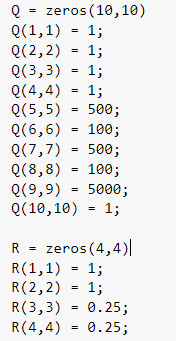 Q = zeros(10,10)
Q(1,1) = 1;
Q(2,2) = 1;
Q(3,3) = 1;
Q(4,4) = 1;
Q(5,5) = 500;
Q(6,6) = 100;
Q(7,7) = 500;
Q(8,8) = 100;
Q(9,9) = 5000;
Q(10,10) = 1;
R = zeros(4,4)
R(1,1) = 1;
R(2,2) = 1;
R(3,3) = 0.25;
R(4,4) = 0.25;